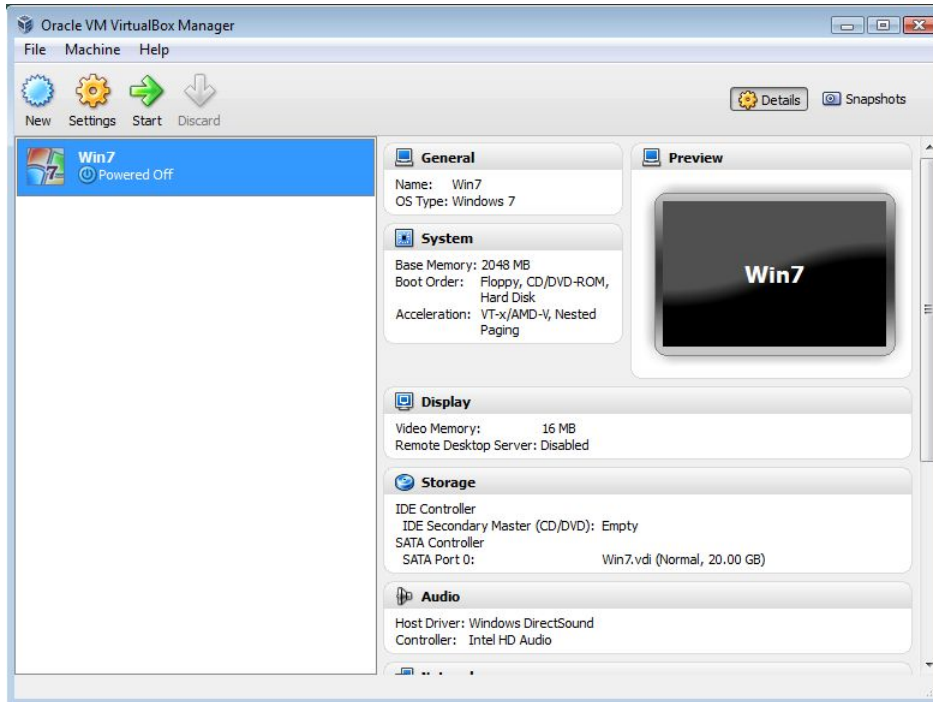 Oracle VM VirtualBox Manager
File Machine Help
New Settings Start Discard
Details Snapshots
Win7
Powered Off
General
Name: Win7
OS Type: Windows 7
System
Base Memory: 2048 MB
Boot Order: Floppy, CD/DVD-ROM,
Hard Disk
Acceleration: VT-x/AMD-V, Nested
Paging
Preview
Win7
Display
Video Memory: 16 MB
Remote Desktop Server: Disabled
Storage
IDE Controller
IDE Secondary Master (CD/DVD): Empty
SATA Controller
SATA Port 0: Win7.vdi (Normal, 20.00 GB)
Audio
Host Driver: Windows DirectSound
Controller: Intel HD Audio